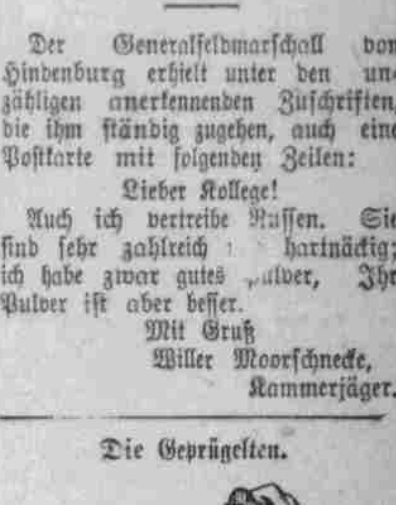 Der Generalfeldmarschall von
Hindenburg erhielt unter den un-
zähligen anerkennenden Zuschriften,
die ihm ständig zugehen, auch eine
Postkarte mit folgenden Zeilen:
Lieber Kollege!
Auch ich vertreibe Russen. Sie
sind sehr zahlreich hartnäckig;
ich habe zwar gutes Pulver, Ihr
Pulver ist aber besser.
Mit Gruß
Willer Moorschnecke,
Kammerjäger.
Die Geprügelten.